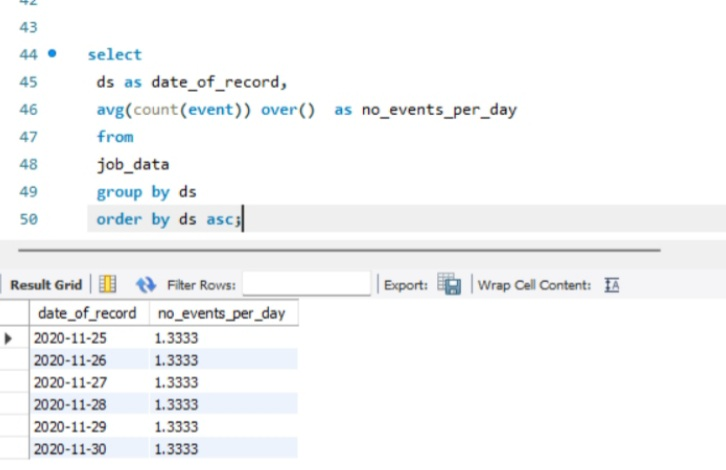 42
43
44 select
45 ds as date_of_record,
46 avg(count(event)) over()  as no_events_per_day
47 from
48 job_data
49 group by ds
50 order by ds asc;
Result Grid Filter Rows: Export: Wrap Cell Content: IA
date_of_record no_events_per_day
2020-11-25 1.3333
2020-11-26 1.3333
2020-11-27 1.3333
2020-11-28 1.3333
2020-11-29 1.3333
2020-11-30 1.3333